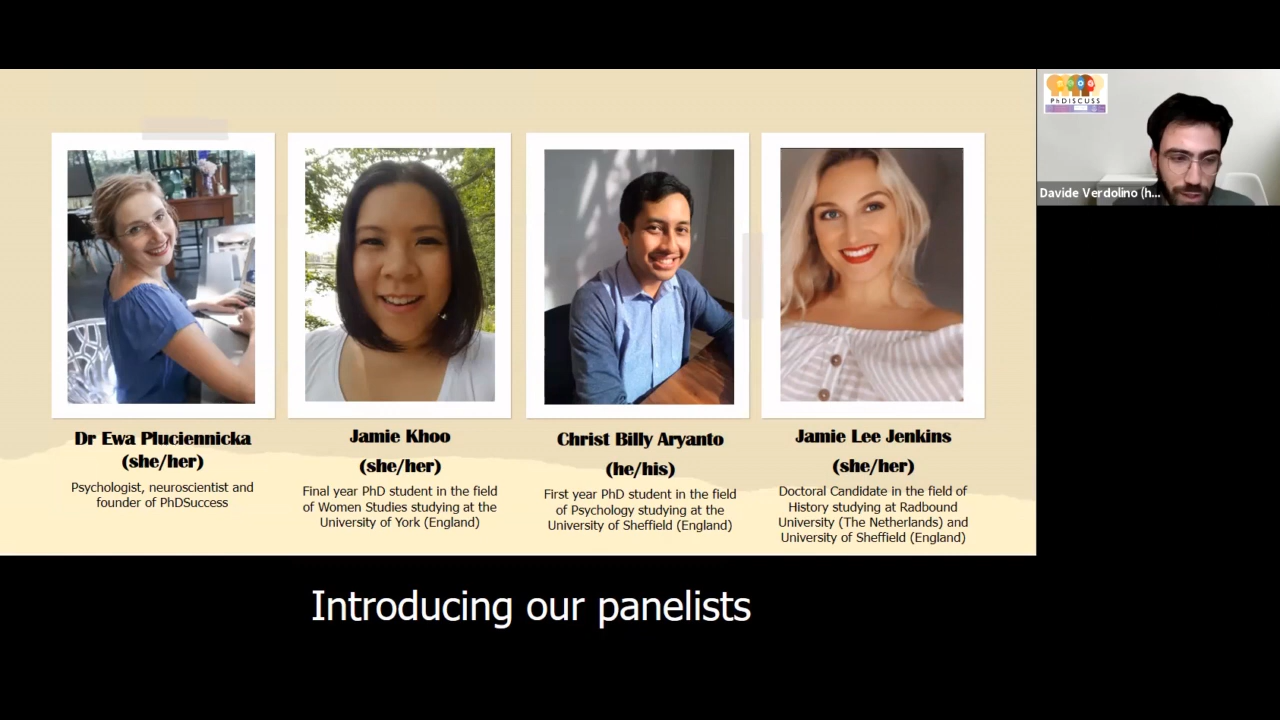 PhDISCUSS
Davide Verdolino (h...
Dr Ewa Pluciennicka
(she/her)
Psychologist, neuroscientist and
founder of PhDSuccess
Jamie Khoo
(she/her)
Final year PhD student in the field
of Women Studies studying at the
University of York (England)
Christ Billy Aryanto
(he/his)
First year PhD student in the field
of Psychology studying at the
University of Sheffield (England)
Jamie Lee Jenkins
(she/her)
Doctoral Candidate in the field of
History studying at Radbound
University (The Netherlands) and
University of Sheffield (England)
Introducing our panelists